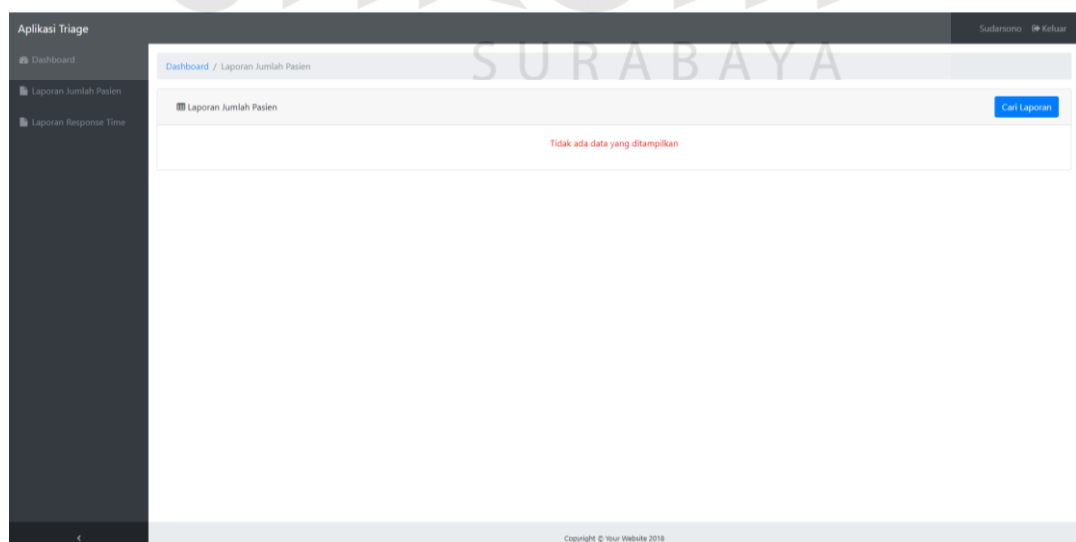 Aplikasi Triage
Sudarsono Keluar
SURABAYA
Dashboard
Dashboard / Laporan Jumlah Pasien
Laporan Jumlah Pasien
Laporan Jumlah Pasien
Cari Laporan
Laporan Response Time
Tidak ada data yang ditampilkan
Copyright © Your Website 2018